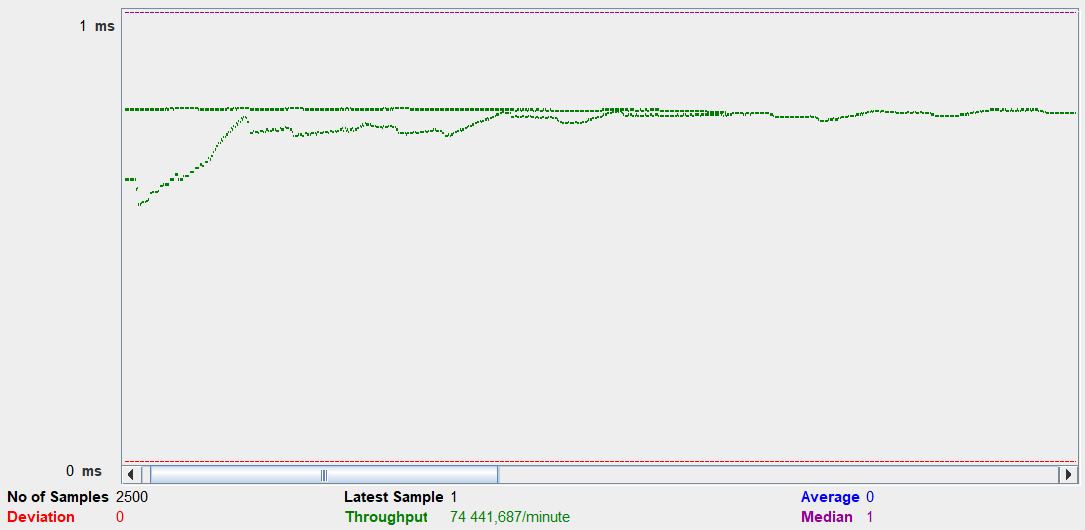 1 ms
0 ms
No of Samples 2500 Latest Sample 1 Average 0
Deviation 0 Throughput 74 441,687/minute Median 1